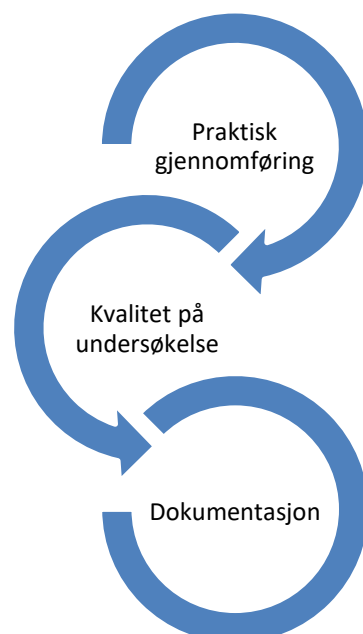 Praktisk
gjennomføring
Kvalitet på
undersøkelse
Dokumentasjon